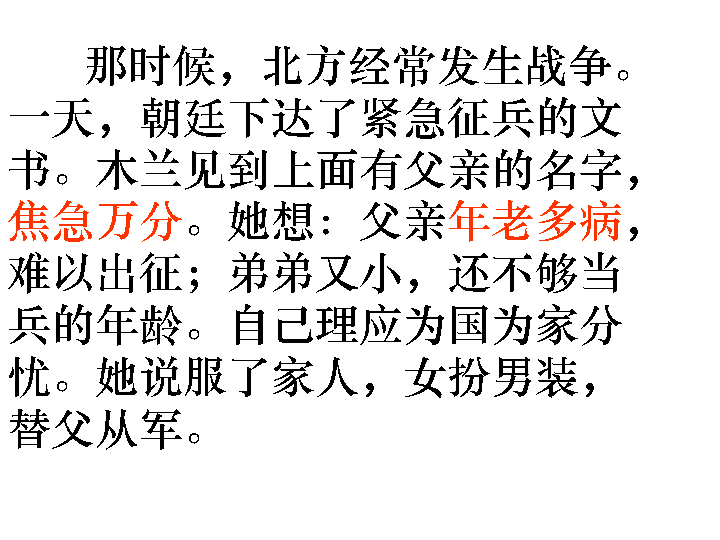 那时候，北方经常发生战争。
一天，朝廷下达了紧急征兵的文
书。木兰见到上面有父亲的名字，
焦急万分。她想：父亲年老多病，
难以出征；弟弟又小，还不够当
兵的年龄。自己理应为国为家分
忧。她说服了家人，女扮男装，
替父从军。